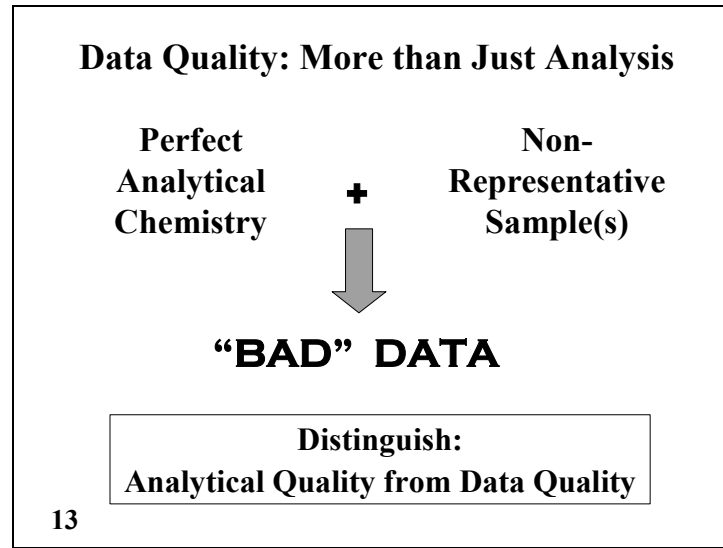 Data Quality: More than Just Analysis
Perfect
Analytical
Chemistry
+
Non-
Representative
Sample(s)
“BAD” DATA
Distinguish:
Analytical Quality from Data Quality
13